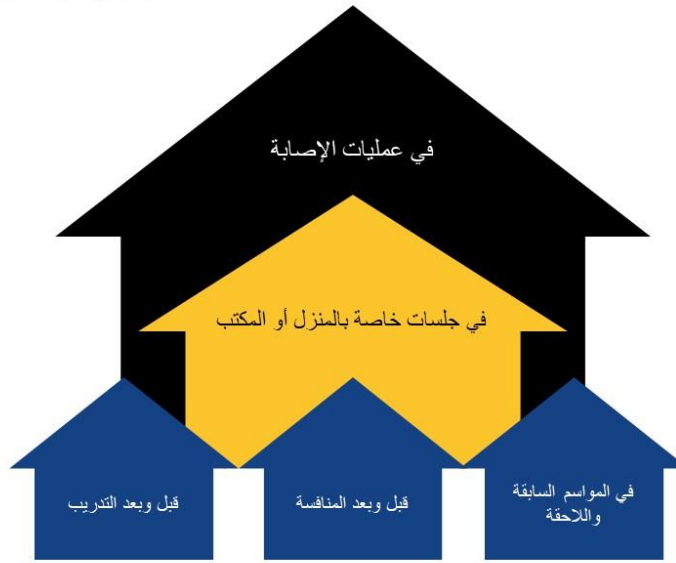 في عمليات الإصابة
في جلسات خاصة بالمنزل أو المكتب
في المواسم السابقة
واللاحقة
قبل وبعد المنافسة
قبل وبعد التدريب